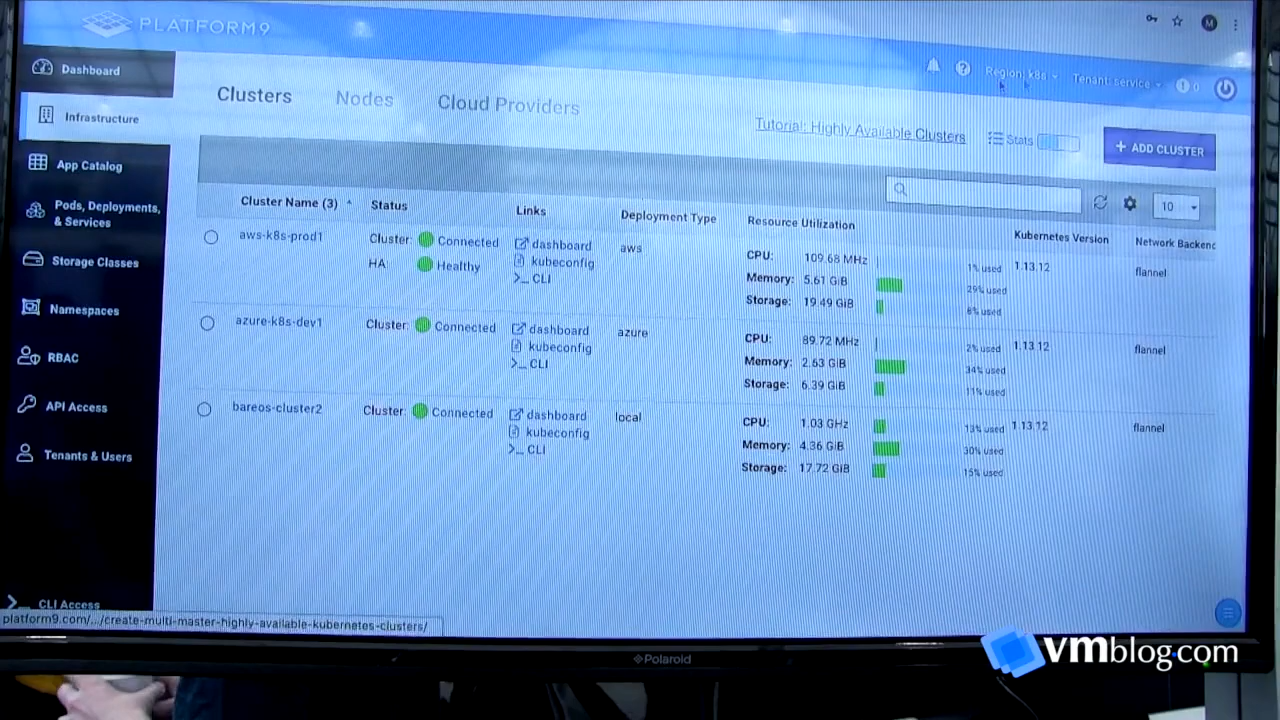 PLATFORM9
Region: k8s
Tenant: service
0
M
Dashboard
Infrastructure
App Catalog
Pods, Deployments,
& Services
Storage Classes
Namespaces
RBAC
API Access
Tenants & Users
CLI Access
Clusters Nodes Cloud Providers
Tutorial: Highly Available Clusters
Stats
+ ADD CLUSTER
10
Cluster Name (3) Status Links Deployment Type Resource Utilization Kubernetes Version Network Backend
aws-k8s-prod1 Cluster: Connected dashboard aws CPU: 109.68 MHz 1% used 1.13.12 flannel
HA: Healthy kubeconfig Memory: 5.61 GiB 29% used
>_ CLI Storage: 19.49 GiB 8% used
azure-k8s-dev1 Cluster: Connected dashboard azure CPU: 89.72 MHz 2% used 1.13.12 flannel
kubeconfig Memory: 2.63 GiB 34% used
>_ CLI Storage: 6.39 GiB 11% used
bareos-cluster2 Cluster: Connected dashboard local CPU: 1.03 GHz 13% used 1.13.12 flannel
kubeconfig Memory: 4.36 GiB 30% used
>_ CLI Storage: 17.72 GiB 15% used
platform9.com/.../create-multi-master-highly-available-kubernetes-clusters/
Polaroid
vmblog.com